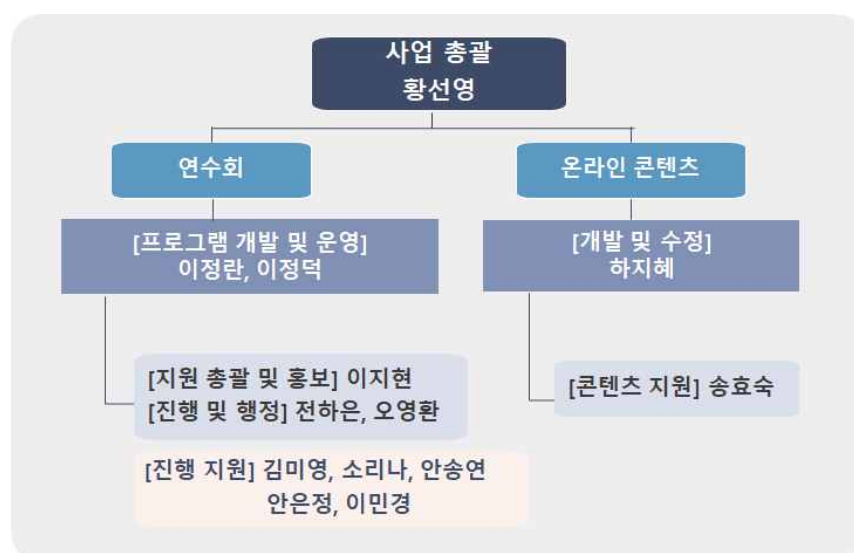 사업 총괄
황선영
연수회
온라인 콘텐츠
[프로그램 개발 및 운영]
이정란, 이정덕
[개발 및 수정]
하지혜
[지원 총괄 및 홍보] 이지현
[진행 및 행정] 전하은, 오영환
[콘텐츠 지원] 송효숙
[진행 지원] 김미영, 소리나, 안송연
안은정, 이민경